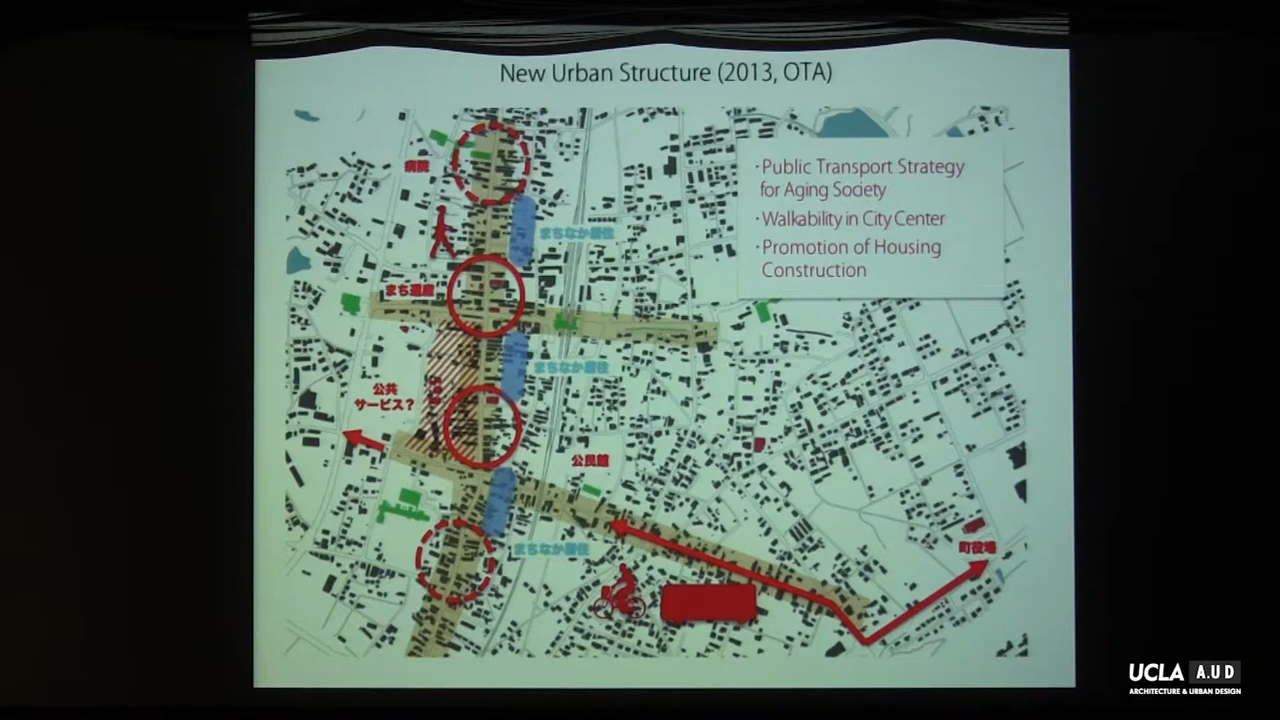 New Urban Structure (2013, OTA)
・Public Transport Strategy
for Aging Society
・Walkability in City Center
・Promotion of Housing
Construction
病院
まちなか居住
まち遺産
まちなか居住
公共
サービス?
公民館
まちなか居住
町役場
UCLA A.UD
ARCHITECTURE & URBAN DESIGN